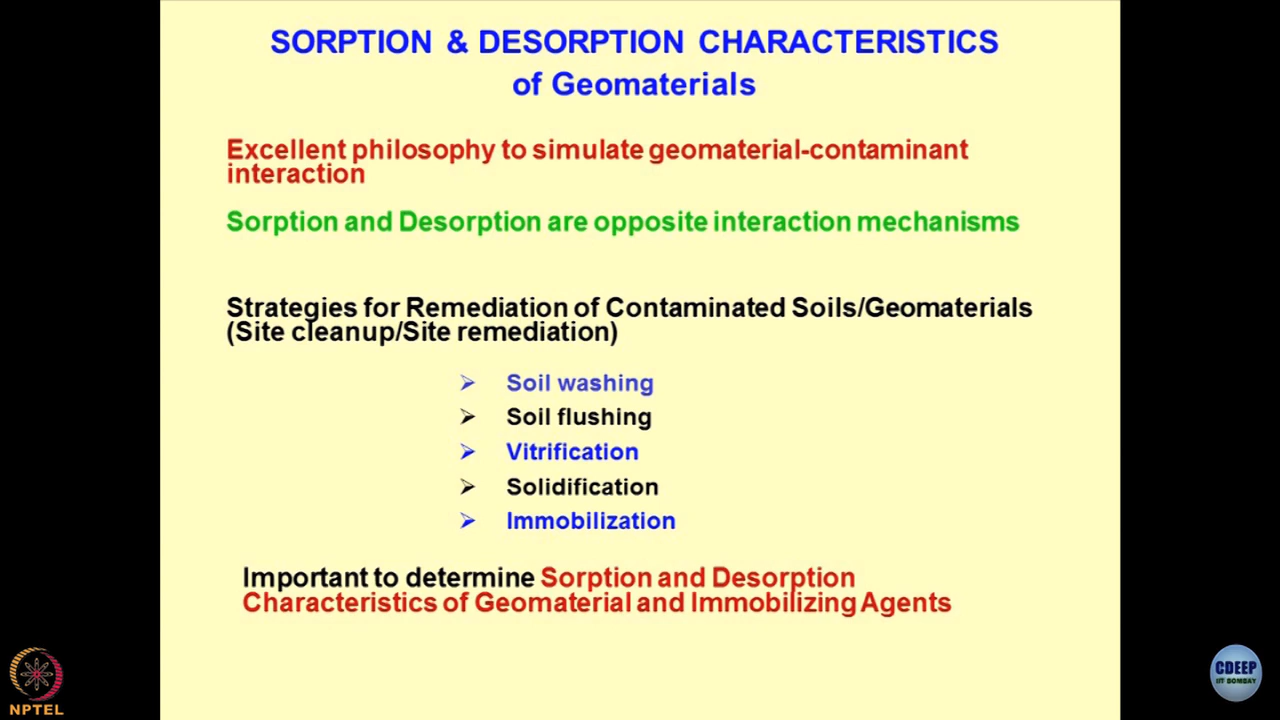 SORPTION & DESORPTION CHARACTERISTICS
of Geomaterials
Excellent philosophy to simulate geomaterial-contaminant
interaction
Sorption and Desorption are opposite interaction mechanisms
Strategies for Remediation of Contaminated Soils/Geomaterials
(Site cleanup/Site remediation)
➢ Soil washing
➢ Soil flushing
➢ Vitrification
➢ Solidification
➢ Immobilization
Important to determine Sorption and Desorption
Characteristics of Geomaterial and Immobilizing Agents
NPTEL
CDEEP
IIT BOMBAY